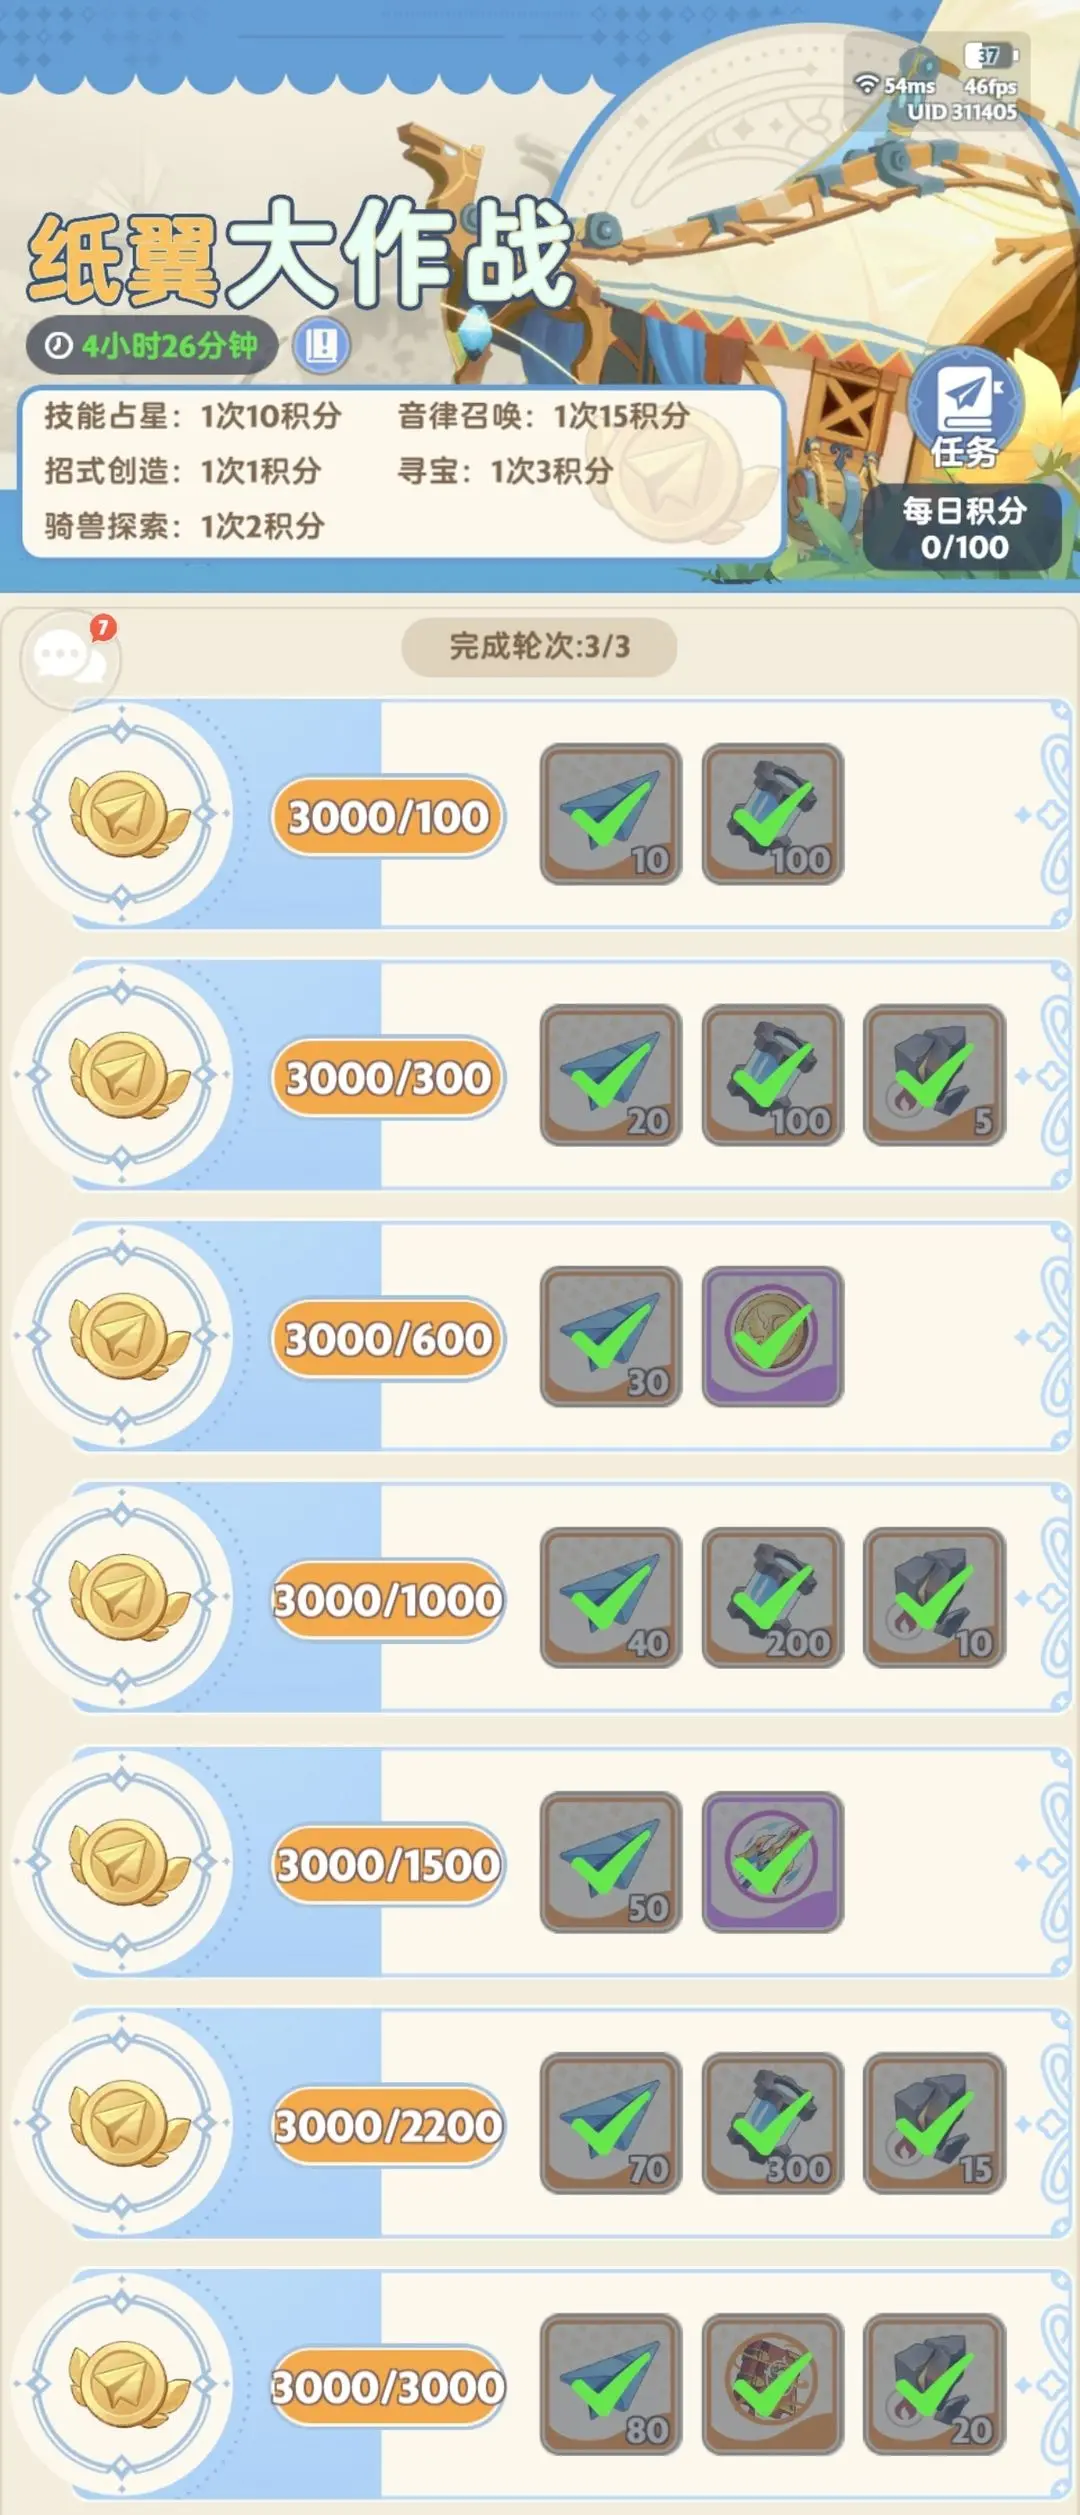 37
54ms 46fps
UID 311405
纸翼大作战
4小时26分钟
技能占星：1次10积分 音律召唤：1次15积分
招式创造：1次1积分 寻宝：1次3积分
骑兽探索：1次2积分
任务
每日积分
0/100
7
完成轮次:3/3
3000/100 10 100
3000/300 20 100 5
3000/600 30
3000/1000 40 200 10
3000/1500 50
3000/2200 70 300 15
3000/3000 80 20